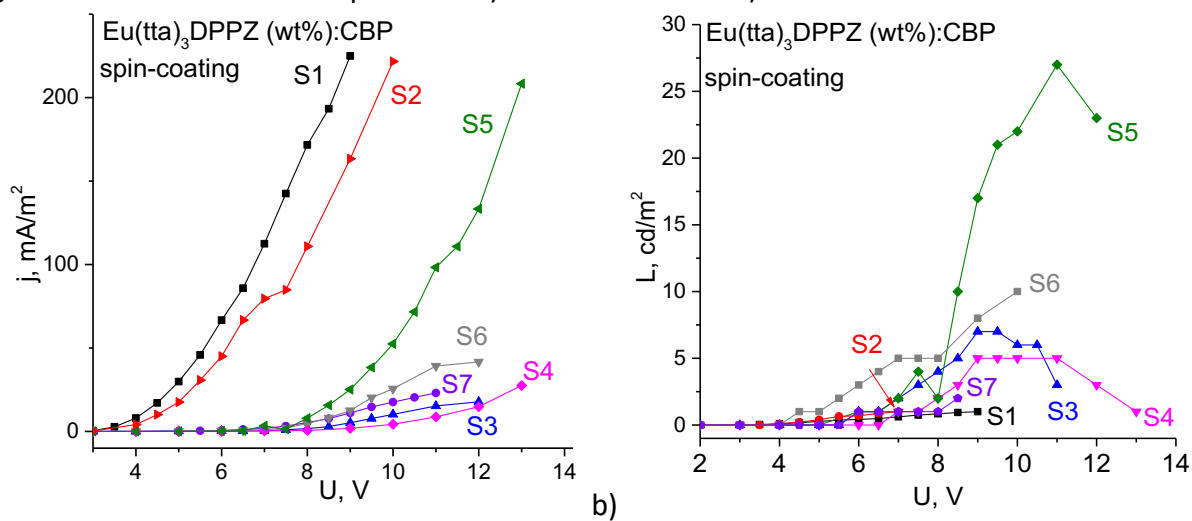 Eu(tta)₃DPPZ (wt%):CBP
spin-coating
S1
S2
S5
S6
S7
S4
S3
200
100
0
j, mA/m²
4 6 8 10 12 14
U, V
b)
Eu(tta)₃DPPZ (wt%):CBP
spin-coating
S5
S6
S2
S7
S1
S3
S4
30
25
20
15
10
5
0
L, cd/m²
2 4 6 8 10 12 14
U, V